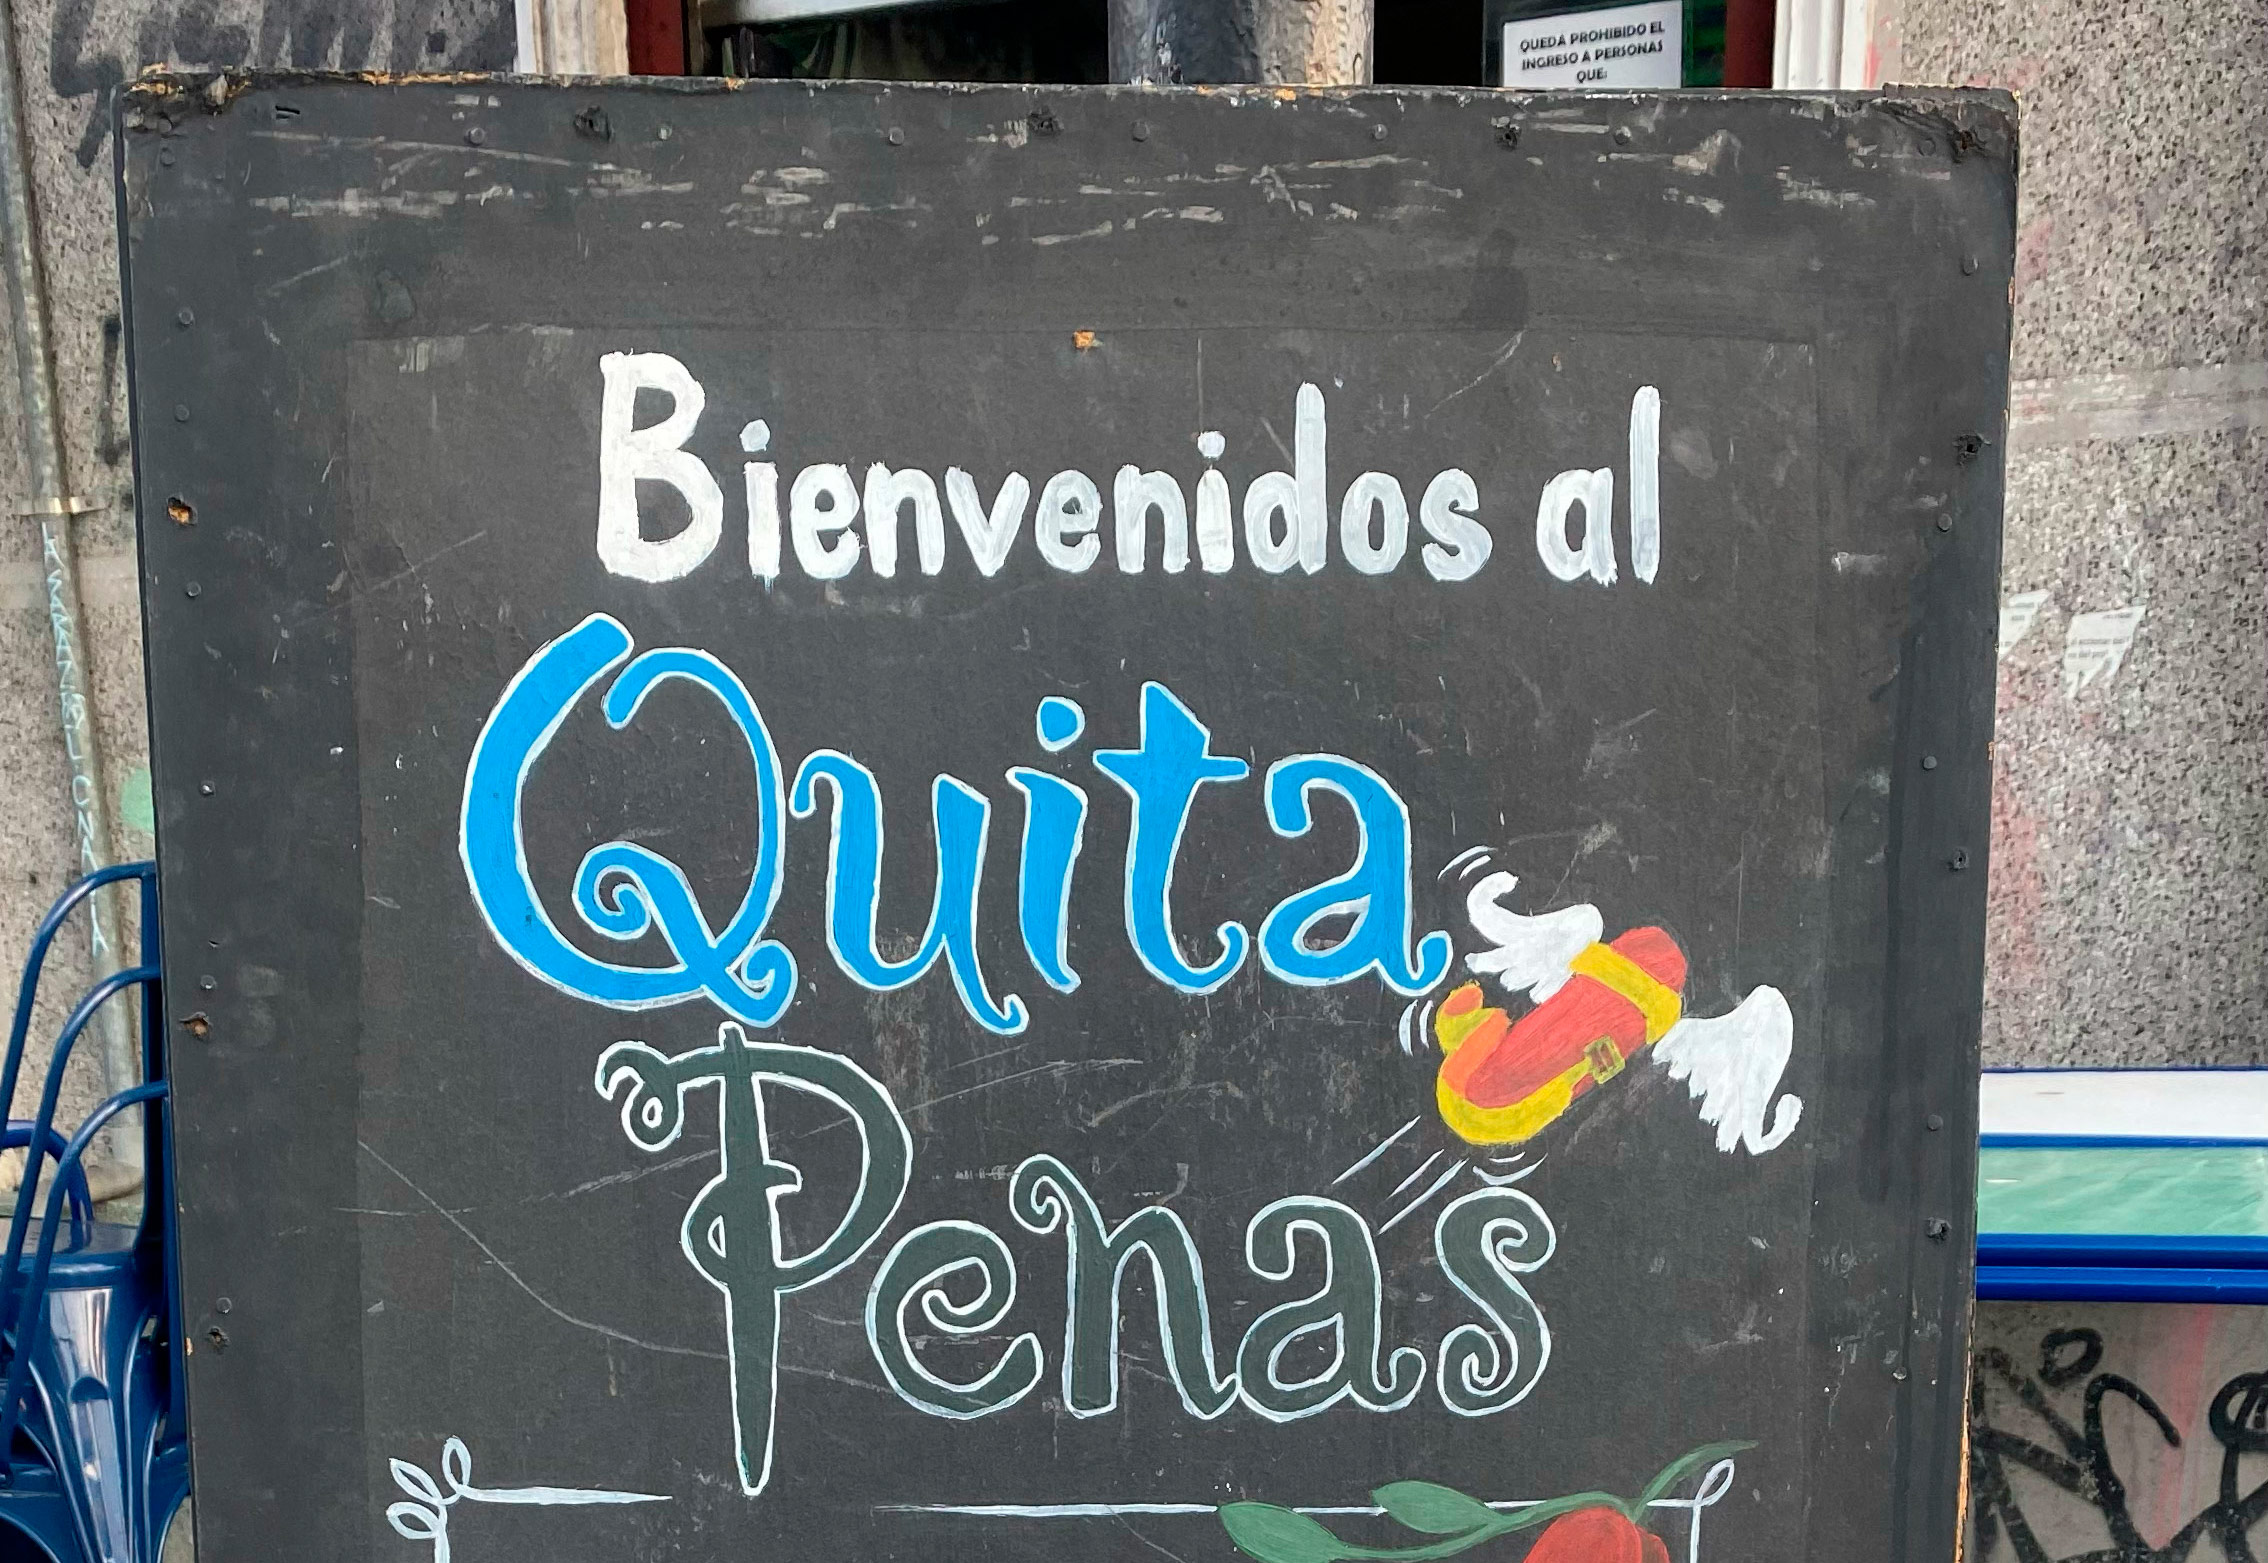 QUEDA PROHIBIDO EL
INGRESO A PERSONAS
QUE:
Bienvenidos al
Quita
Penas